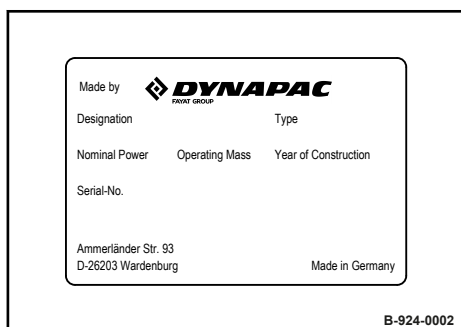 Made by DYNAPAC
FAYAT GROUP
Designation Type
Nominal Power Operating Mass Year of Construction
Serial-No.
Ammerländer Str. 93
D-26203 Wardenburg Made in Germany
B-924-0002